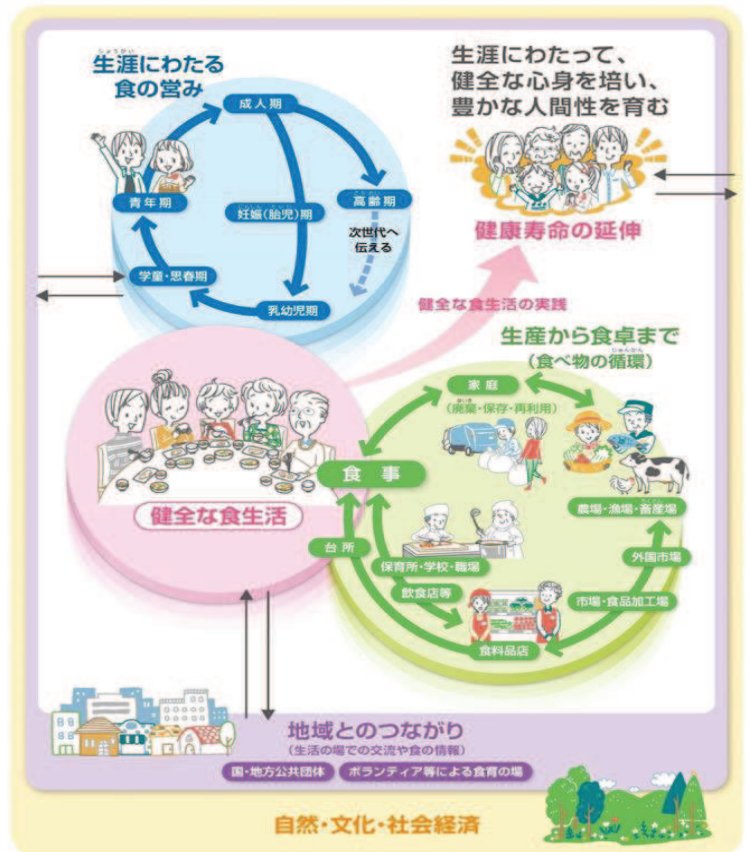 しょうがい
生涯にわたる
食の営み
成人期
青年期
高齢期
妊娠(胎児)期
次世代へ
伝える
学童・思春期
乳幼児期
生涯にわたって、
健全な心身を培い、
豊かな人間性を育む
健康寿命の延伸
健全な食生活の実践
生産から食卓まで
じゅんかん
(食べ物の循環)
家庭
(廃棄・保存・再利用)
食事
健全な食生活
農場・漁場・畜産場
台所
保育所・学校・職場
外国市場
飲食店等
市場・食品加工場
食料品店
地域とのつながり
(生活の場での交流や食の情報)
国・地方公共団体
ボランティア等による食育の場
自然・文化・社会経済